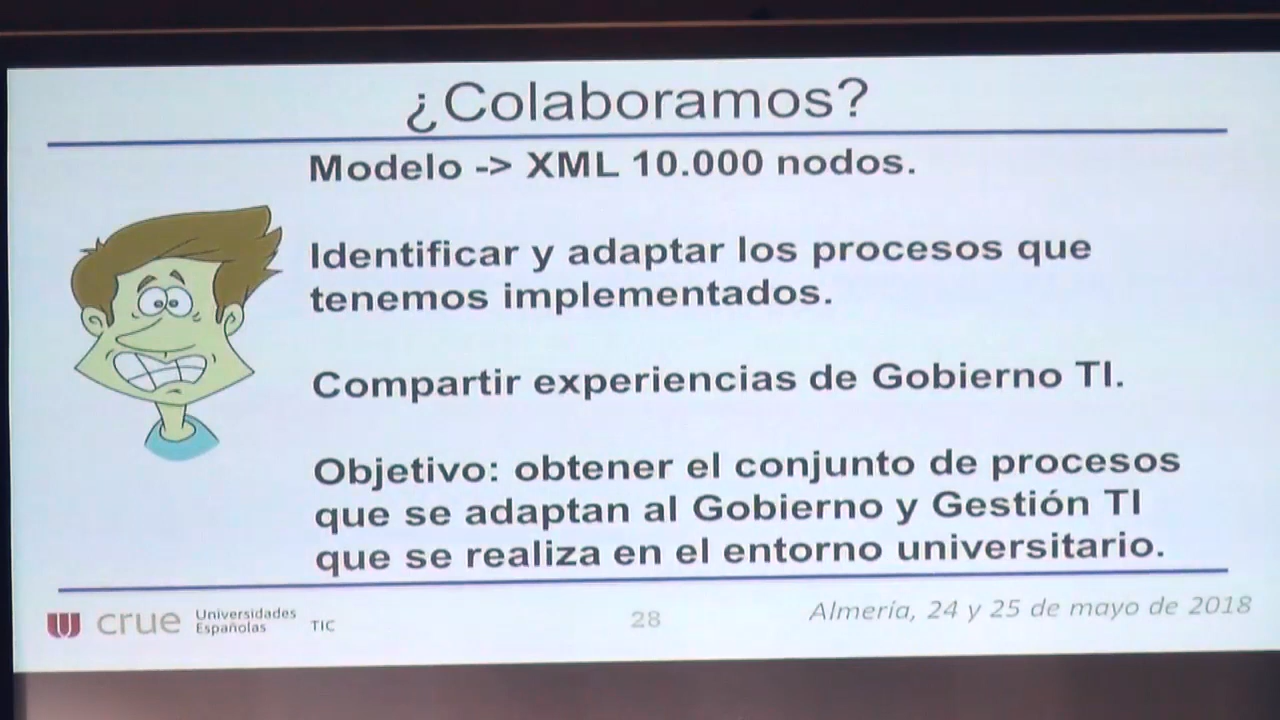 ¿Colaboramos?
Modelo -> XML 10.000 nodos.
Identificar y adaptar los procesos que
tenemos implementados.
Compartir experiencias de Gobierno TI.
Objetivo: obtener el conjunto de procesos
que se adaptan al Gobierno y Gestión TI
que se realiza en el entorno universitario.
crue Universidades
Españolas TIC
28
Almería, 24 y 25 de mayo de 2018